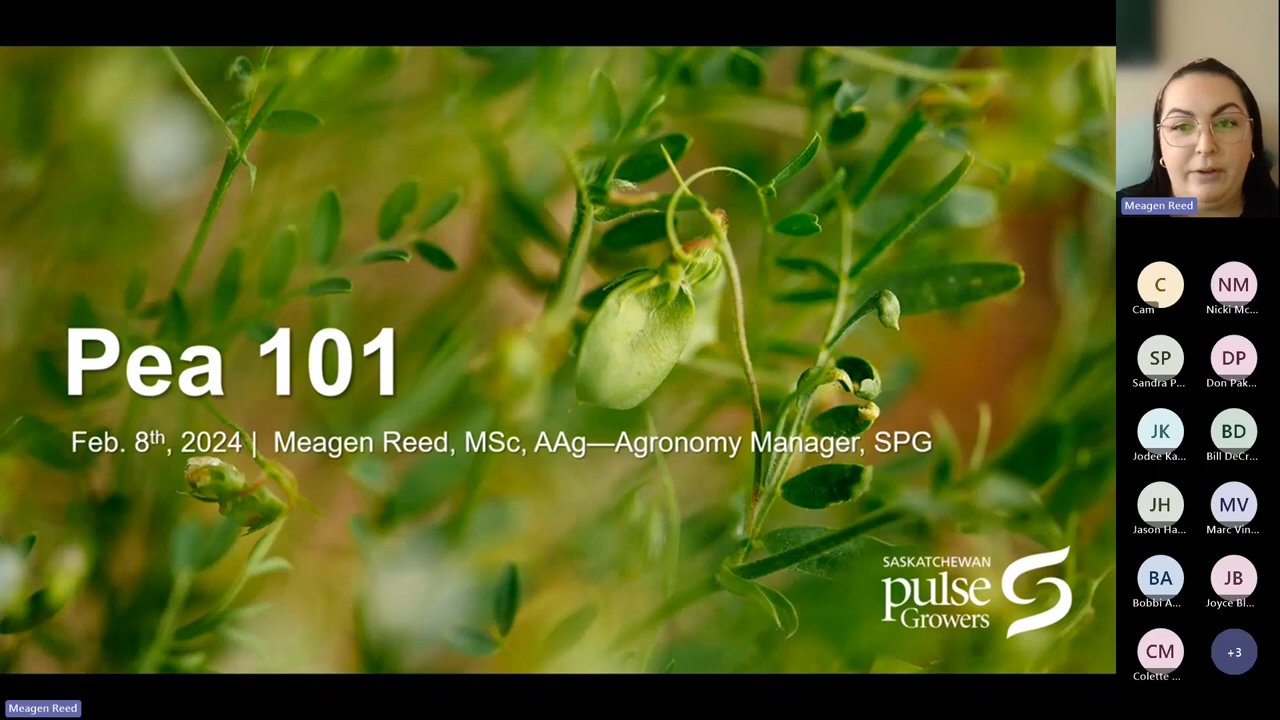 Pea 101
Feb. 8th, 2024 | Meagen Reed, MSc, AAg—Agronomy Manager, SPG
SASKATCHEWAN
pulse
Growers
Meagen Reed
C
NM
Cam
Nicki Mc...
SP
DP
Sandra P...
Don Pak...
JK
BD
Jodee Ka...
Bill DeCr...
JH
MV
Jason Ha...
Marc Vin...
BA
JB
Bobbi A...
Joyce Bl...
CM
+3
Colette ...
Meagen Reed